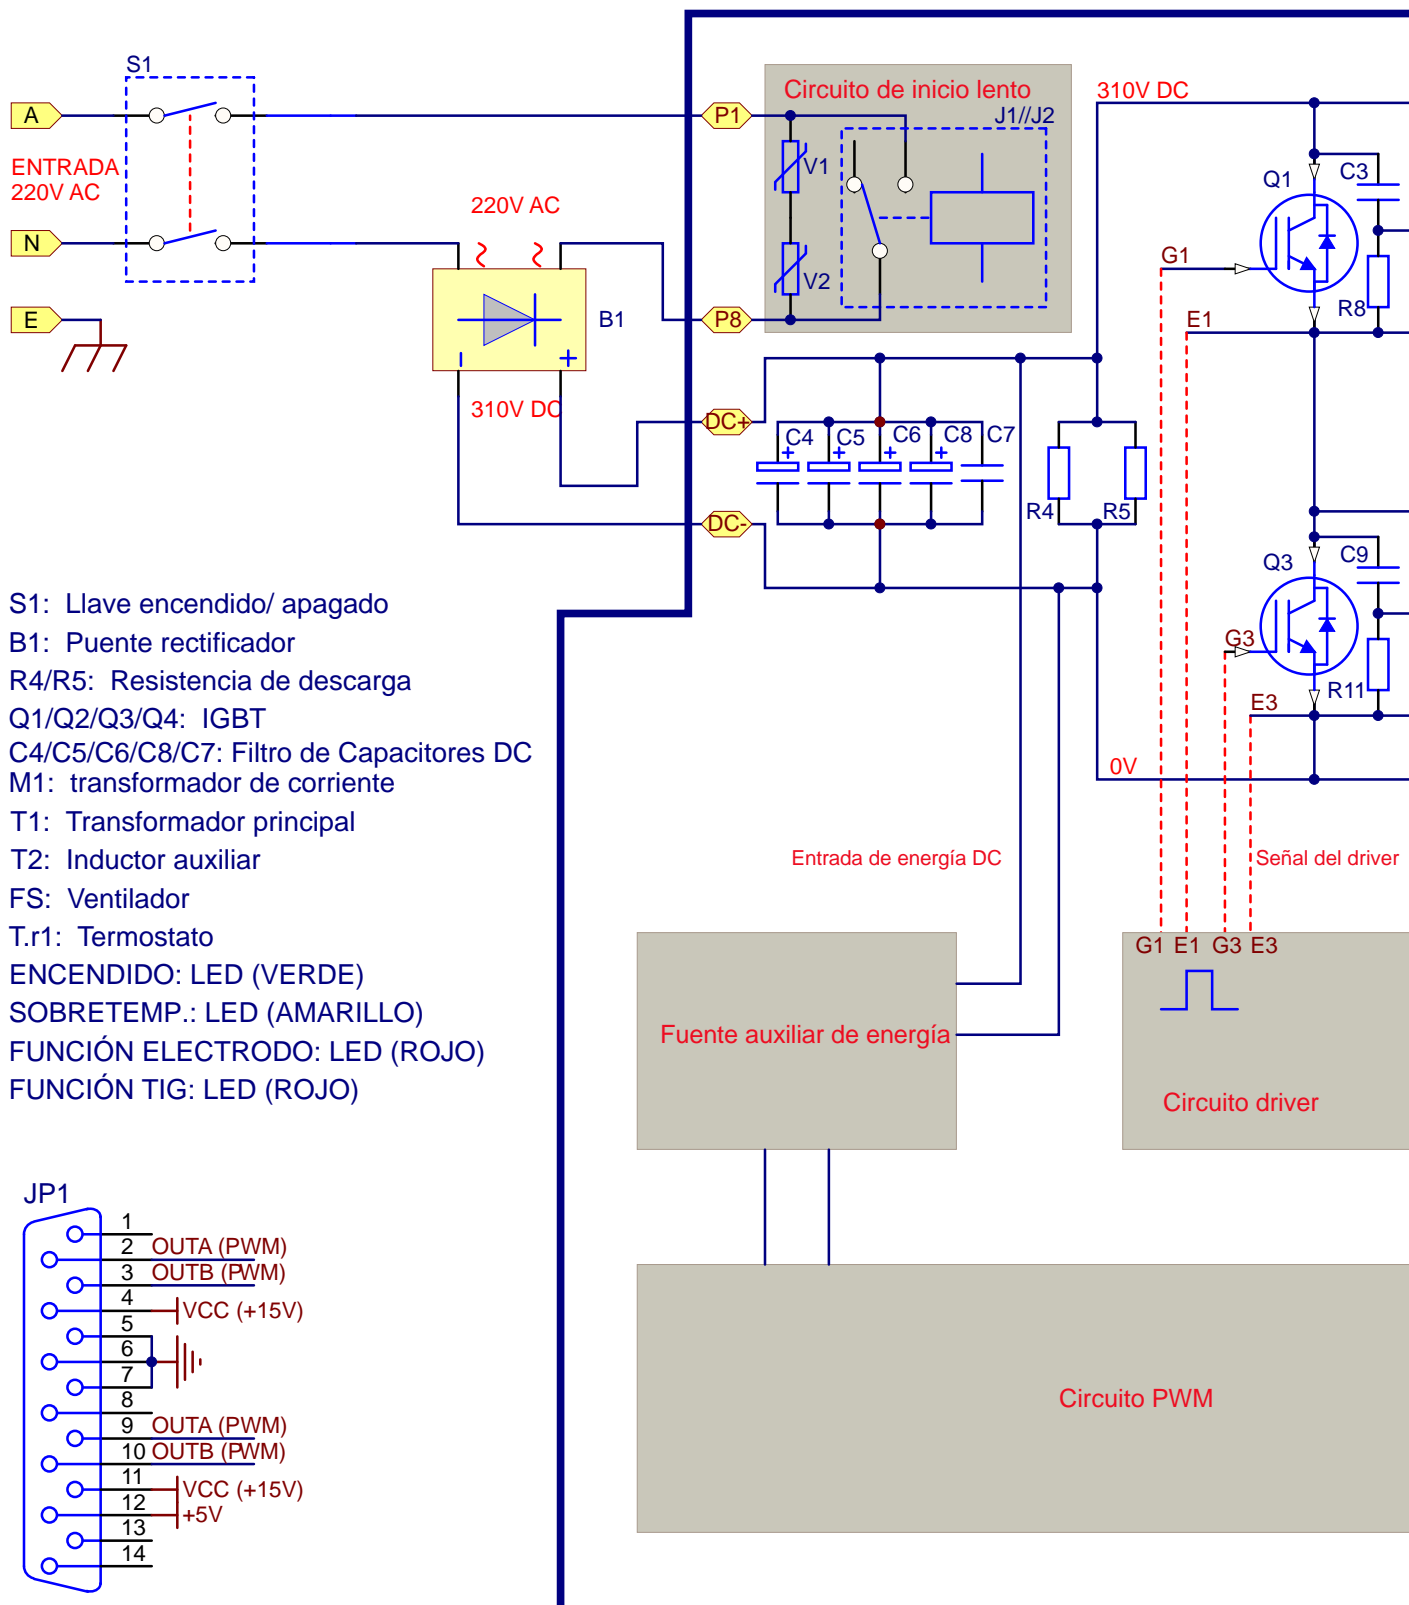 S1
A
ENTRADA
220V AC
N
E
220V AC
B1
310V DC
P1
P8
DC+
DC-
Circuito de inicio lento
J1//J2
V1
V2
310V DC
Q1
C3
G1
R8
E1
C4
C5
C6
C8
C7
R4
R5
Q3
C9
G3
R11
E3
0V
S1: Llave encendido/ apagado
B1: Puente rectificador
R4/R5: Resistencia de descarga
Q1/Q2/Q3/Q4: IGBT
C4/C5/C6/C8/C7: Filtro de Capacitores DC
M1: transformador de corriente
T1: Transformador principal
T2: Inductor auxiliar
FS: Ventilador
T.r1: Termostato
ENCENDIDO: LED (VERDE)
SOBRETEMP.: LED (AMARILLO)
FUNCIÓN ELECTRODO: LED (ROJO)
FUNCIÓN TIG: LED (ROJO)
Entrada de energía DC
Señal del driver
G1 E1 G3 E3
Fuente auxiliar de energía
Circuito driver
Circuito PWM
JP1
1
2 OUTA (PWM)
3 OUTB (PWM)
4 VCC (+15V)
5
6
7
8
9 OUTA (PWM)
10 OUTB (PWM)
11 VCC (+15V)
12 +5V
13
14